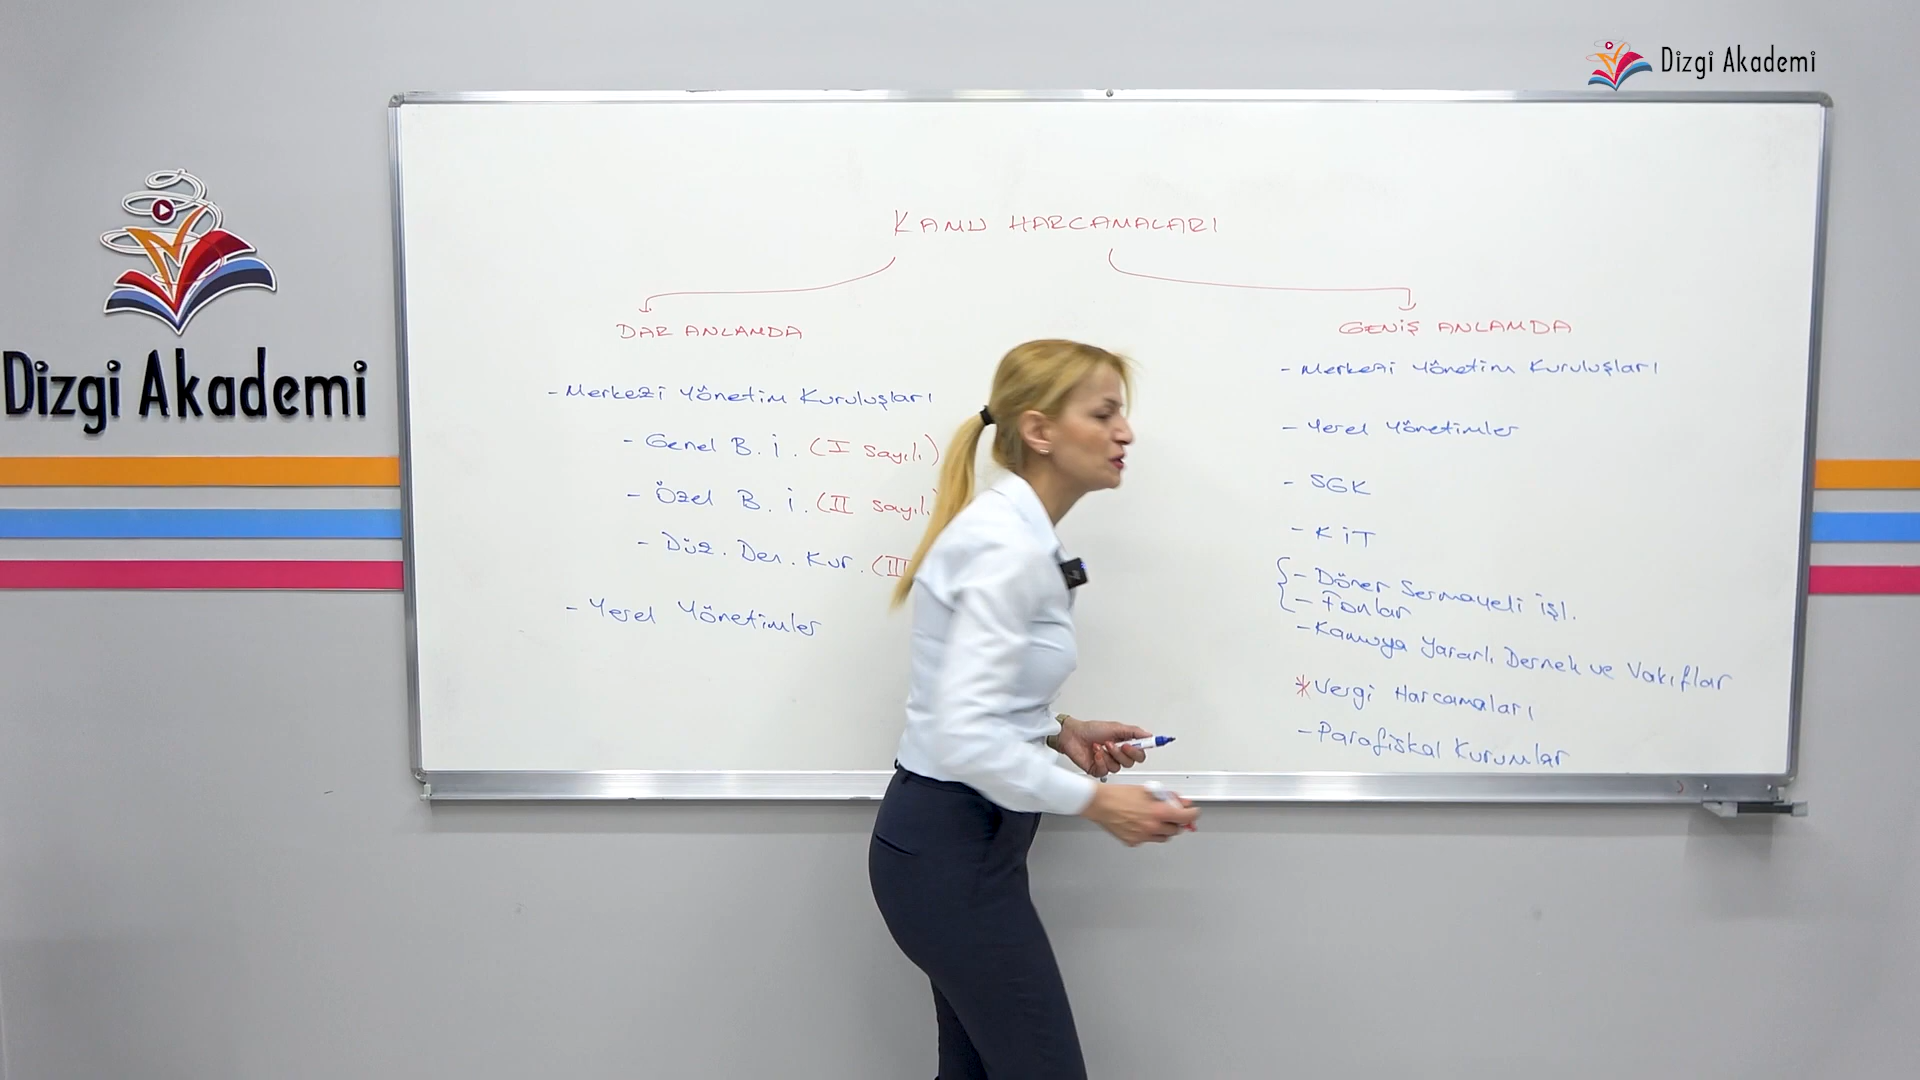 Dizgi Akademi
Dizgi Akademi
KAMU HARCAMALARI
DAR ANLAMDA
- Merkezi Yönetim Kuruluşları
- Genel B. İ. (I sayılı)
- Özel B. İ. (II sayılı
- Düz. Den. Kur. (III
- Yerel Yönetimler
GENİŞ ANLAMDA
- Merkezi Yönetim Kuruluşları
- Yerel Yönetimler
- SGK
- KİT
- Döner Sermayeli İşl.
- Fonlar
- Kamuya Yararlı Dernek ve Vakıflar
* Vergi Harcamaları
- Parafiskal Kurumlar